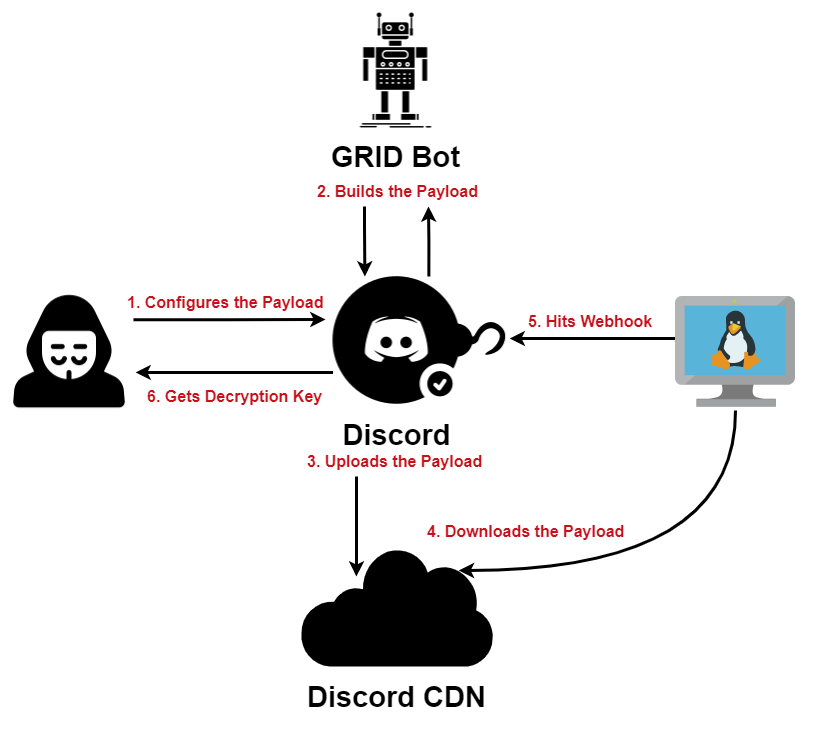 GRID Bot
2. Builds the Payload
1. Configures the Payload
5. Hits Webhook
6. Gets Decryption Key
Discord
3. Uploads the Payload
4. Downloads the Payload
Discord CDN